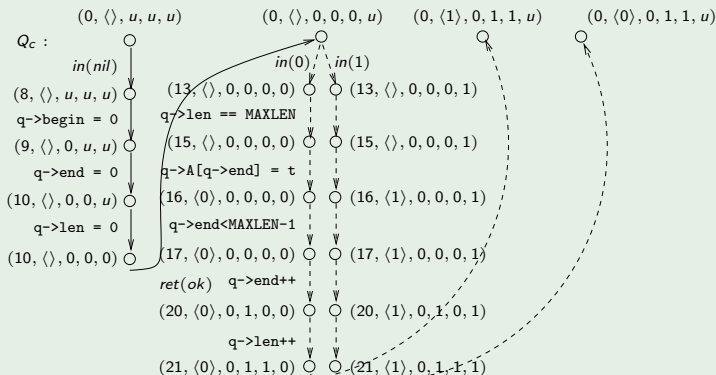 (0, ⟨⟩, u, u, u) (0, ⟨⟩, 0, 0, 0, u) (0, ⟨1⟩, 0, 1, 1, u) (0, ⟨0⟩, 0, 1, 1, u)
Q_c :
in(nil) in(0) in(1)
(8, ⟨⟩, u, u, u) (13, ⟨⟩, 0, 0, 0, 0) (13, ⟨⟩, 0, 0, 0, 1)
q->begin = 0 q->len == MAXLEN
(9, ⟨⟩, 0, u, u) (15, ⟨⟩, 0, 0, 0, 0) (15, ⟨⟩, 0, 0, 0, 1)
q->end = 0 q->A[q->end] = t
(10, ⟨⟩, 0, 0, u) (16, ⟨0⟩, 0, 0, 0, 0) (16, ⟨1⟩, 0, 0, 0, 1)
q->len = 0 q->end<MAXLEN-1
(10, ⟨⟩, 0, 0, 0) (17, ⟨0⟩, 0, 0, 0, 0) (17, ⟨1⟩, 0, 0, 0, 1)
ret(ok) q->end++
(20, ⟨0⟩, 0, 1, 0, 0) (20, ⟨1⟩, 0, 1, 0, 1)
q->len++
(21, ⟨0⟩, 0, 1, 1, 0) (21, ⟨1⟩, 0, 1, 1, 1)